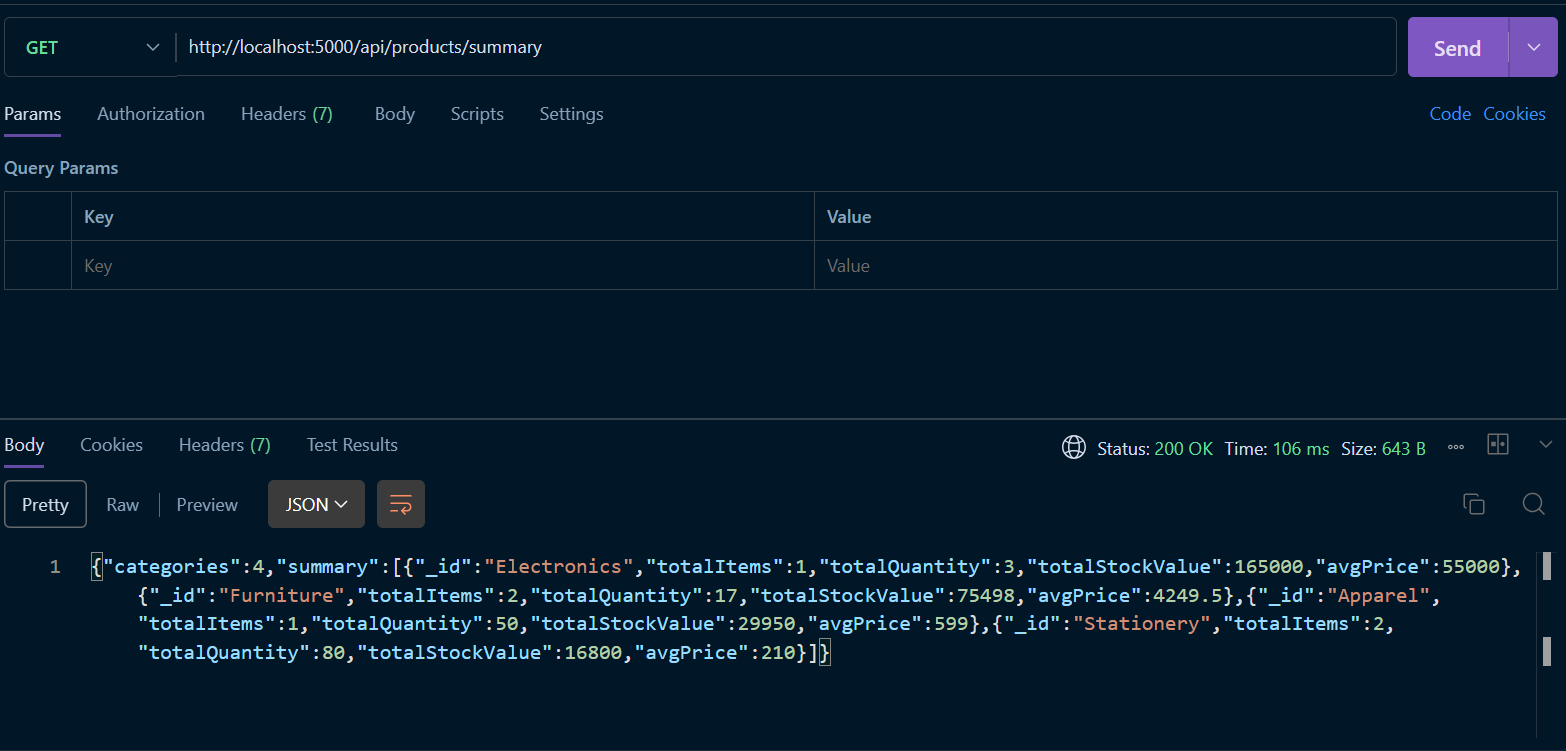 GET http://localhost:5000/api/products/summary Send
Params Authorization Headers (7) Body Scripts Settings Code Cookies
Query Params
Key Value
Key Value
Body Cookies Headers (7) Test Results Status: 200 OK Time: 106 ms Size: 643 B
Pretty Raw Preview JSON
1 {"categories":4,"summary":[{"_id":"Electronics","totalItems":1,"totalQuantity":3,"totalStockValue":165000,"avgPrice":55000},
{"_id":"Furniture","totalItems":2,"totalQuantity":17,"totalStockValue":75498,"avgPrice":4249.5},{"_id":"Apparel",
"totalItems":1,"totalQuantity":50,"totalStockValue":29950,"avgPrice":599},{"_id":"Stationery","totalItems":2,
"totalQuantity":80,"totalStockValue":16800,"avgPrice":210}]}